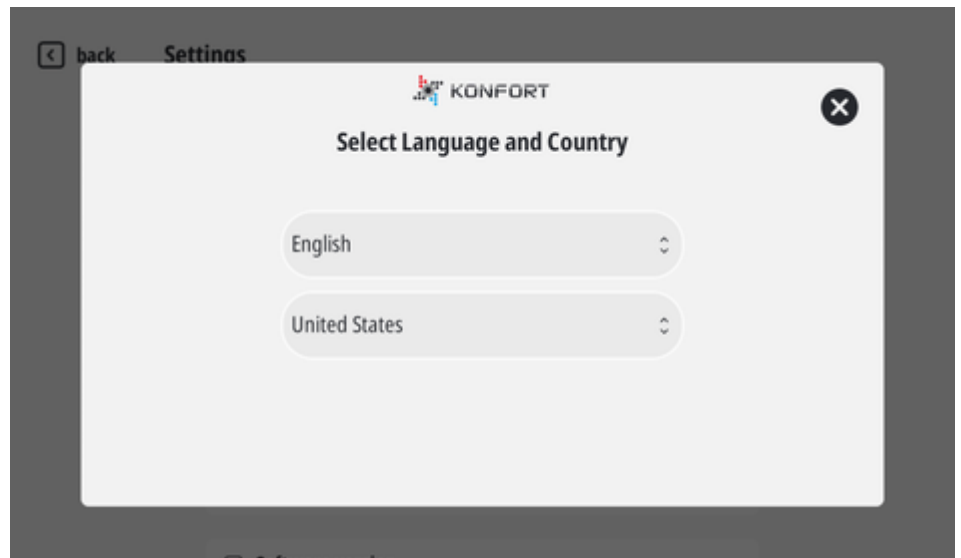 back Settings
KONFORT
Select Language and Country
English
United States